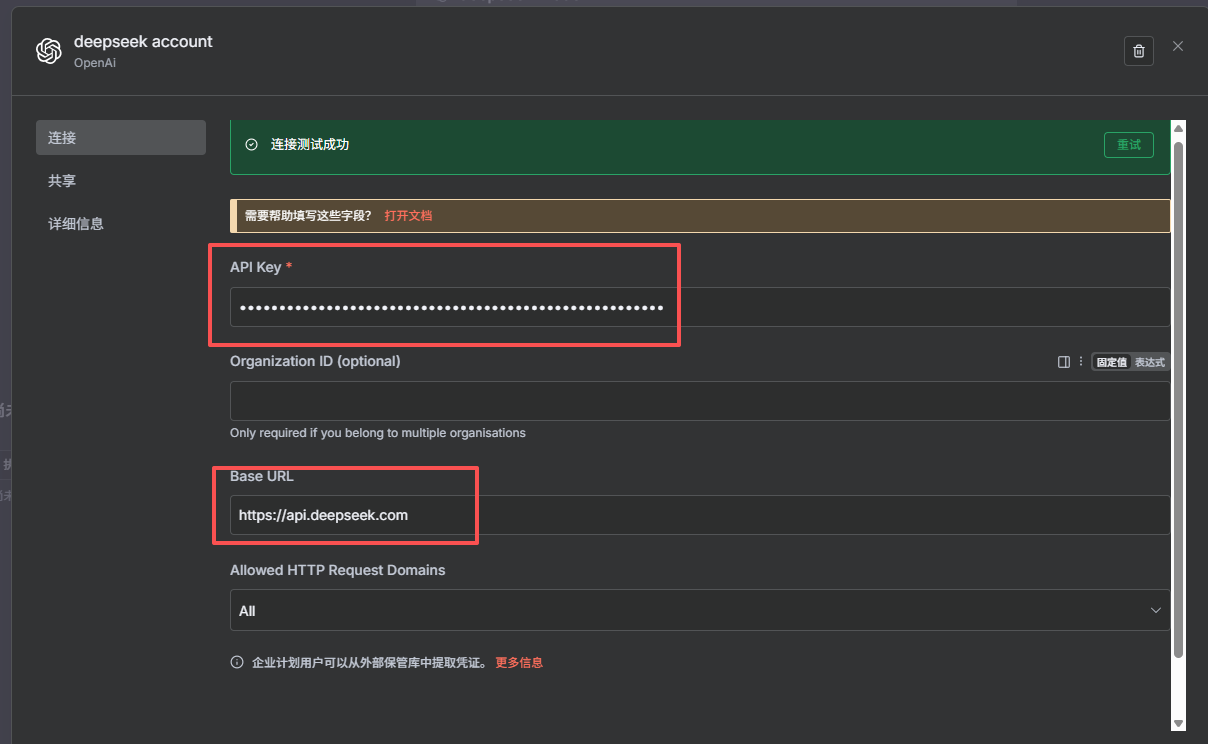 deepseek account
OpenAi
连接
共享
详细信息
连接测试成功
重试
需要帮助填写这些字段? 打开文档
API Key *
••••••••••••••••••••••••••••••••••••••••••••••••••••
Organization ID (optional)
固定值 表达式
Only required if you belong to multiple organisations
Base URL
https://api.deepseek.com
Allowed HTTP Request Domains
All
企业计划用户可以从外部保管库中提取凭证。 更多信息